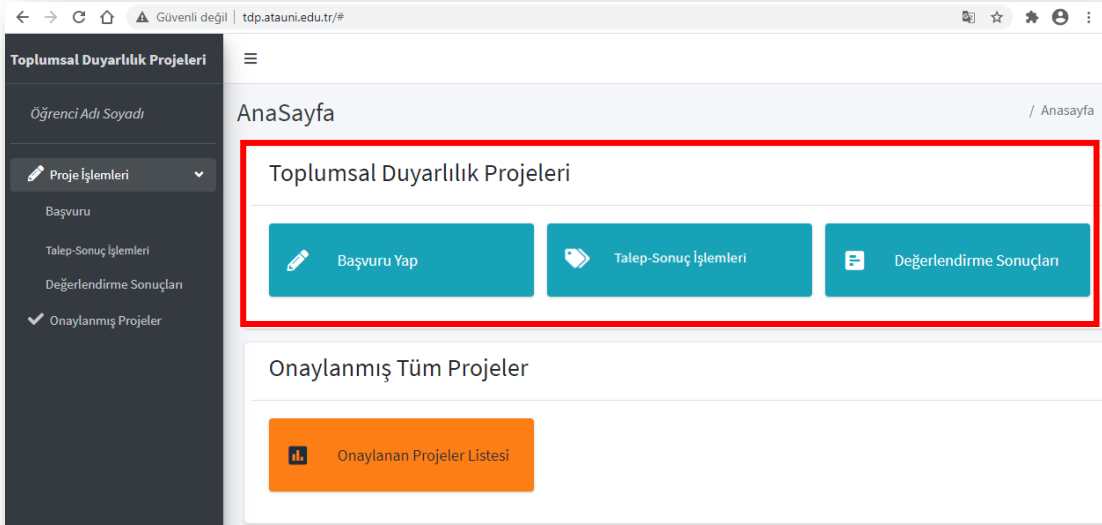 Güvenli değil | tdp.atauni.edu.tr/#
Toplumsal Duyarlılık Projeleri
Öğrenci Adı Soyadı
Proje İşlemleri
Başvuru
Talep-Sonuç İşlemleri
Değerlendirme Sonuçları
Onaylanmış Projeler
AnaSayfa
/ Anasayfa
Toplumsal Duyarlılık Projeleri
Başvuru Yap
Talep-Sonuç İşlemleri
Değerlendirme Sonuçları
Onaylanmış Tüm Projeler
Onaylanan Projeler Listesi